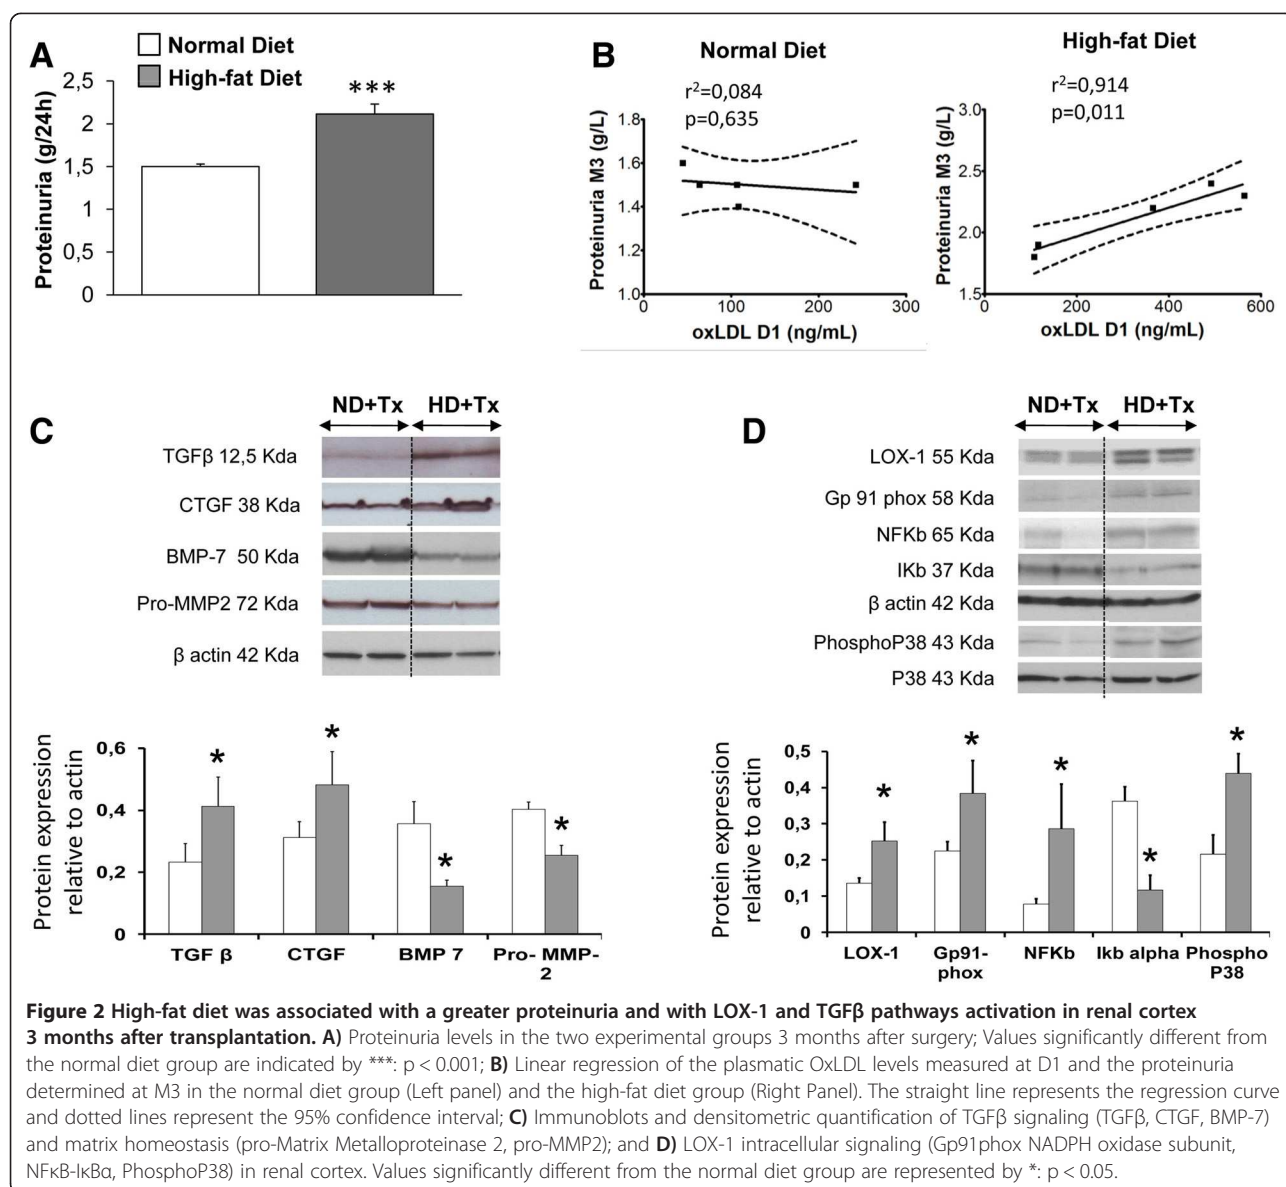 A
Normal Diet
High-fat Diet
Proteinuria (g/24h)
2,5
2
1,5
1
0,5
0
***
B
Normal Diet
r²=0,084
p=0,635
Proteinuria M3 (g/L)
1.8
1.6
1.4
1.2
1.0
0 100 200 300
oxLDL D1 (ng/mL)
High-fat Diet
r²=0,914
p=0,011
Proteinuria M3 (g/L)
3.0
2.5
2.0
1.5
0 200 400 600
oxLDL D1 (ng/mL)
C
ND+Tx HD+Tx
TGFβ 12,5 Kda
CTGF 38 Kda
BMP-7 50 Kda
Pro-MMP2 72 Kda
β actin 42 Kda
Protein expression
relative to actin
0,6
0,4
0,2
0
* * * *
TGF β CTGF BMP 7 Pro- MMP-
2
D
ND+Tx HD+Tx
LOX-1 55 Kda
Gp 91 phox 58 Kda
NFKb 65 Kda
IKb 37 Kda
β actin 42 Kda
PhosphoP38 43 Kda
P38 43 Kda
Protein expression
relative to actin
0,5
0,4
0,3
0,2
0,1
0
* * * * *
LOX-1 Gp91- NFKb Ikb alpha Phospho
phox P38
Figure 2 High-fat diet was associated with a greater proteinuria and with LOX-1 and TGFβ pathways activation in renal cortex
3 months after transplantation. A) Proteinuria levels in the two experimental groups 3 months after surgery; Values significantly different from
the normal diet group are indicated by ***: p < 0.001; B) Linear regression of the plasmatic OxLDL levels measured at D1 and the proteinuria
determined at M3 in the normal diet group (Left panel) and the high-fat diet group (Right Panel). The straight line represents the regression curve
and dotted lines represent the 95% confidence interval; C) Immunoblots and densitometric quantification of TGFβ signaling (TGFβ, CTGF, BMP-7)
and matrix homeostasis (pro-Matrix Metalloproteinase 2, pro-MMP2); and D) LOX-1 intracellular signaling (Gp91phox NADPH oxidase subunit,
NFκB-IκBα, PhosphoP38) in renal cortex. Values significantly different from the normal diet group are represented by *: p < 0.05.